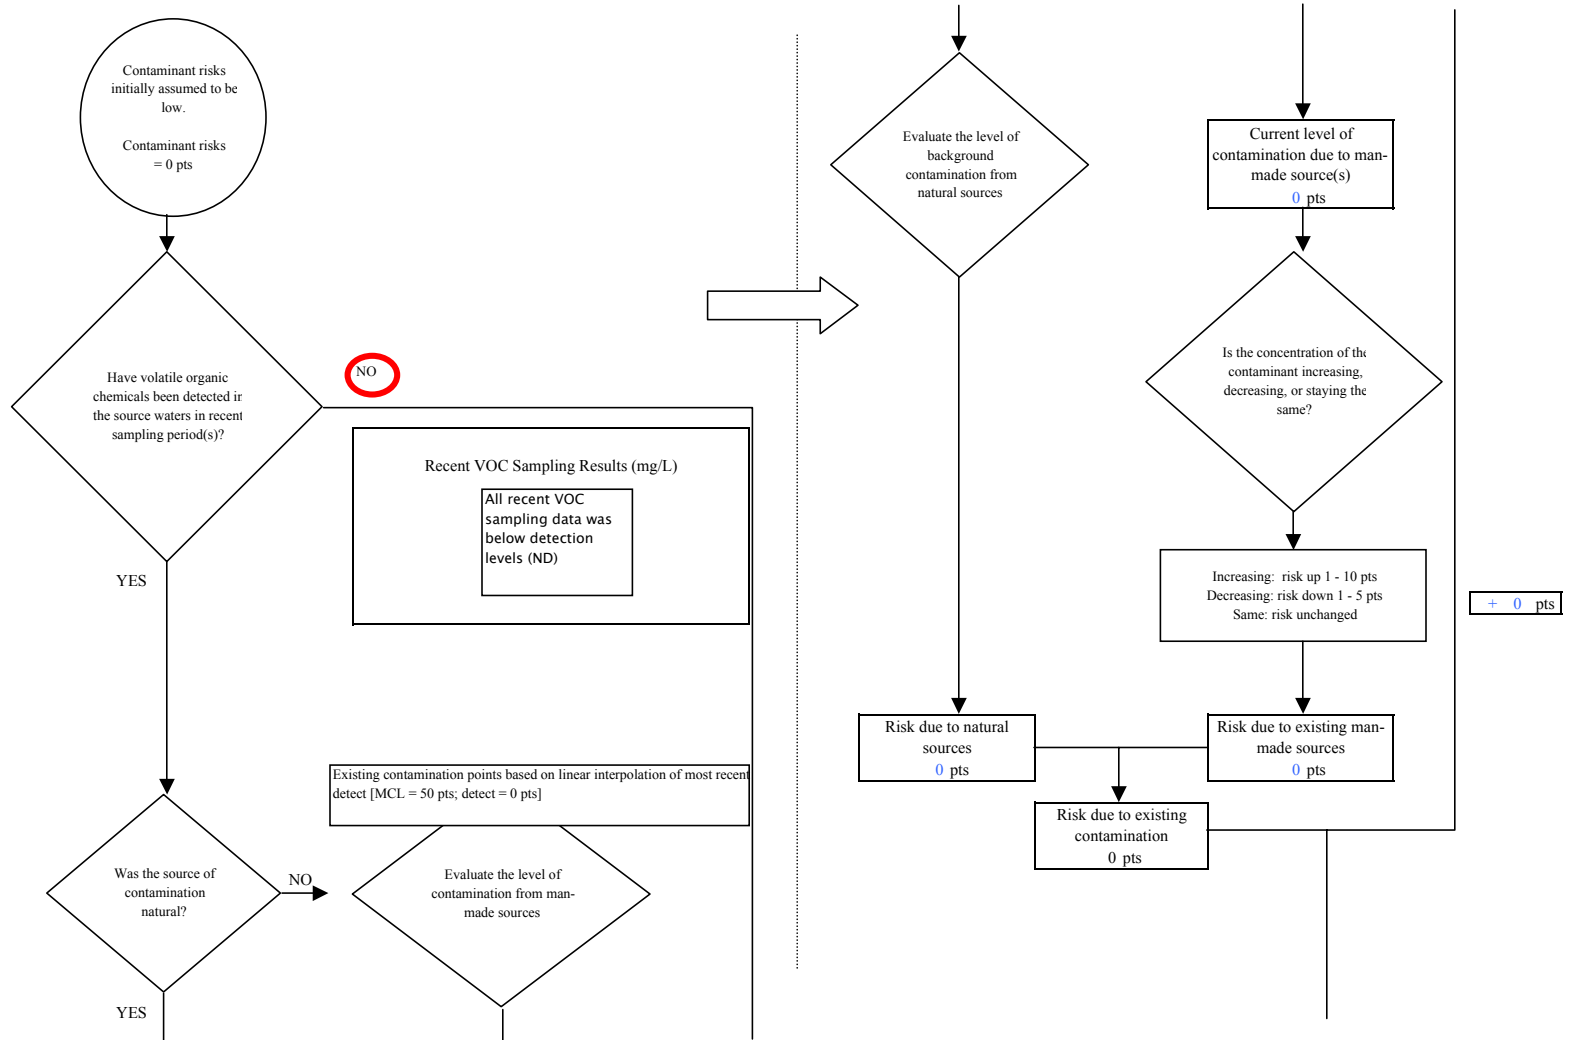 Contaminant risks
initially assumed to be
low.
Contaminant risks
= 0 pts
Have volatile organic
chemicals been detected in
the source waters in recent
sampling period(s)?
NO
Recent VOC Sampling Results (mg/L)
All recent VOC
sampling data was
below detection
levels (ND)
YES
Existing contamination points based on linear interpolation of most recent
detect [MCL = 50 pts; detect = 0 pts]
Was the source of
contamination
natural?
NO
Evaluate the level of
contamination from man-
made sources
YES
Evaluate the level of
background
contamination from
natural sources
Current level of
contamination due to man-
made source(s)
0 pts
Is the concentration of the
contaminant increasing,
decreasing, or staying the
same?
Increasing: risk up 1 - 10 pts
Decreasing: risk down 1 - 5 pts
Same: risk unchanged
+ 0 pts
Risk due to natural
sources
0 pts
Risk due to existing man-
made sources
0 pts
Risk due to existing
contamination
0 pts